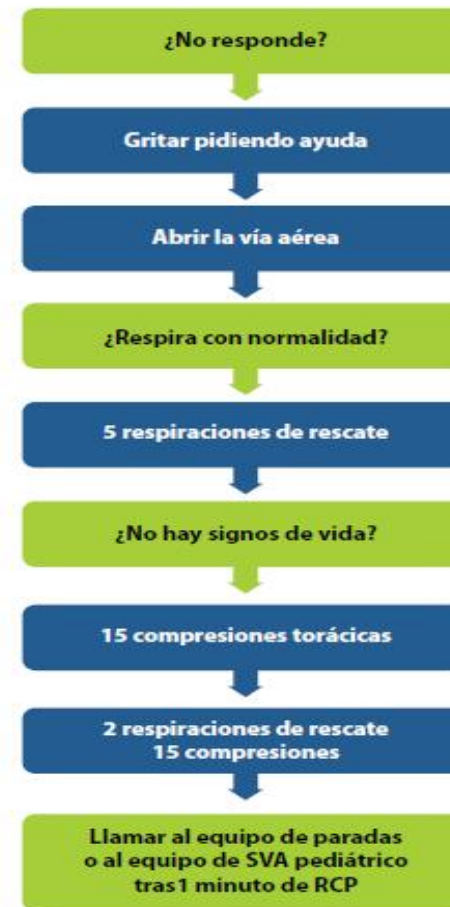 ¿No responde?
Gritar pidiendo ayuda
Abrir la vía aérea
¿Respira con normalidad?
5 respiraciones de rescate
¿No hay signos de vida?
15 compresiones torácicas
2 respiraciones de rescate
15 compresiones
Llamar al equipo de paradas
o al equipo de SVA pediátrico
tras1 minuto de RCP